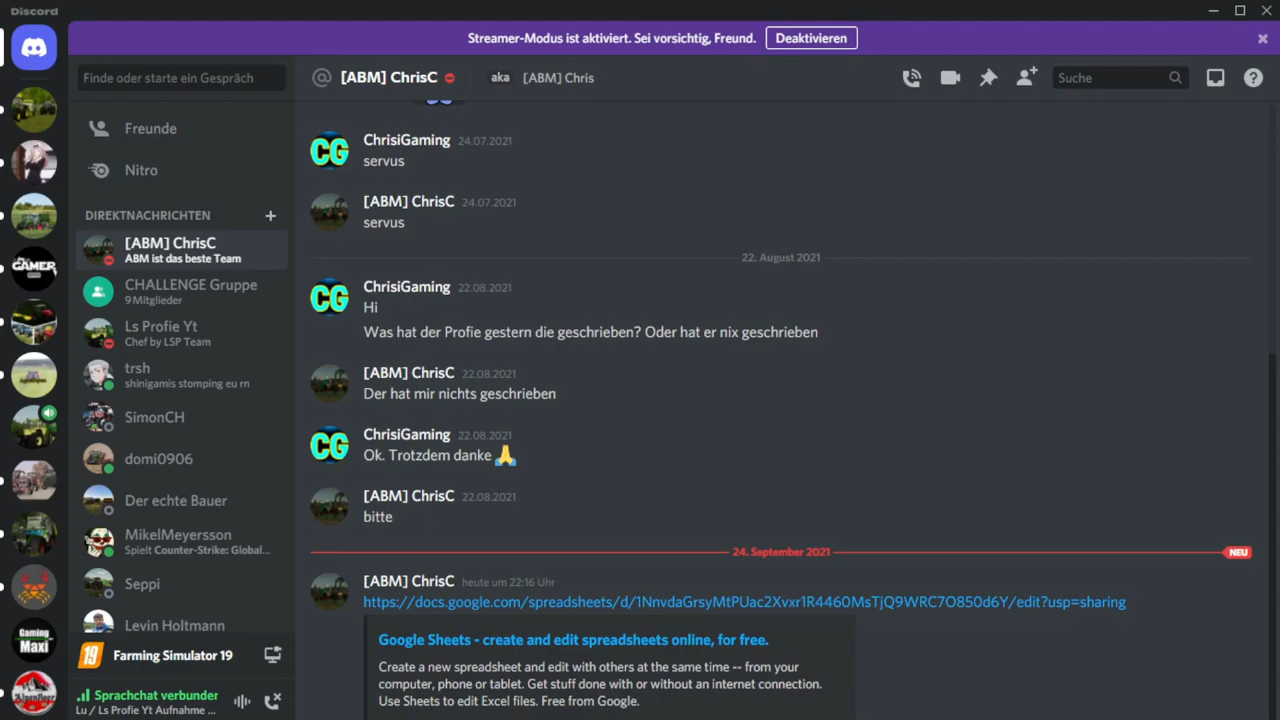 Discord
Streamer-Modus ist aktiviert. Sei vorsichtig, Freund.
Deaktivieren
Finde oder starte ein Gespräch
[ABM] ChrisC
aka
[ABM] Chris
Suche
Freunde
Nitro
DIREKTNACHRICHTEN
[ABM] ChrisC
ABM ist das beste Team
CHALLENGE Gruppe
9 Mitglieder
Ls Profie Yt
Chef by LSP Team
trsh
shinigamis stomping eu rn
SimonCH
domi0906
Der echte Bauer
MikelMeyersson
Spielt Counter-Strike: Global...
Seppi
Levin Holtmann
19
Farming Simulator 19
Sprachchat verbunden
Lu / Ls Profie Yt Aufnahme ...
GAMER
Gaming
Maxi
CG
ChrisiGaming 24.07.2021
servus
[ABM] ChrisC 24.07.2021
servus
22. August 2021
CG
ChrisiGaming 22.08.2021
Hi
Was hat der Profie gestern die geschrieben? Oder hat er nix geschrieben
[ABM] ChrisC 22.08.2021
Der hat mir nichts geschrieben
CG
ChrisiGaming 22.08.2021
Ok. Trotzdem danke 🙏
[ABM] ChrisC 22.08.2021
bitte
24. September 2021
NEU
[ABM] ChrisC heute um 22:16 Uhr
https://docs.google.com/spreadsheets/d/1NnvdaGrsyMtPUac2Xvxr1R4460MsTjQ9WRC7O850d6Y/edit?usp=sharing
Google Sheets - create and edit spreadsheets online, for free.
Create a new spreadsheet and edit with others at the same time -- from your
computer, phone or tablet. Get stuff done with or without an internet connection.
Use Sheets to edit Excel files. Free from Google.